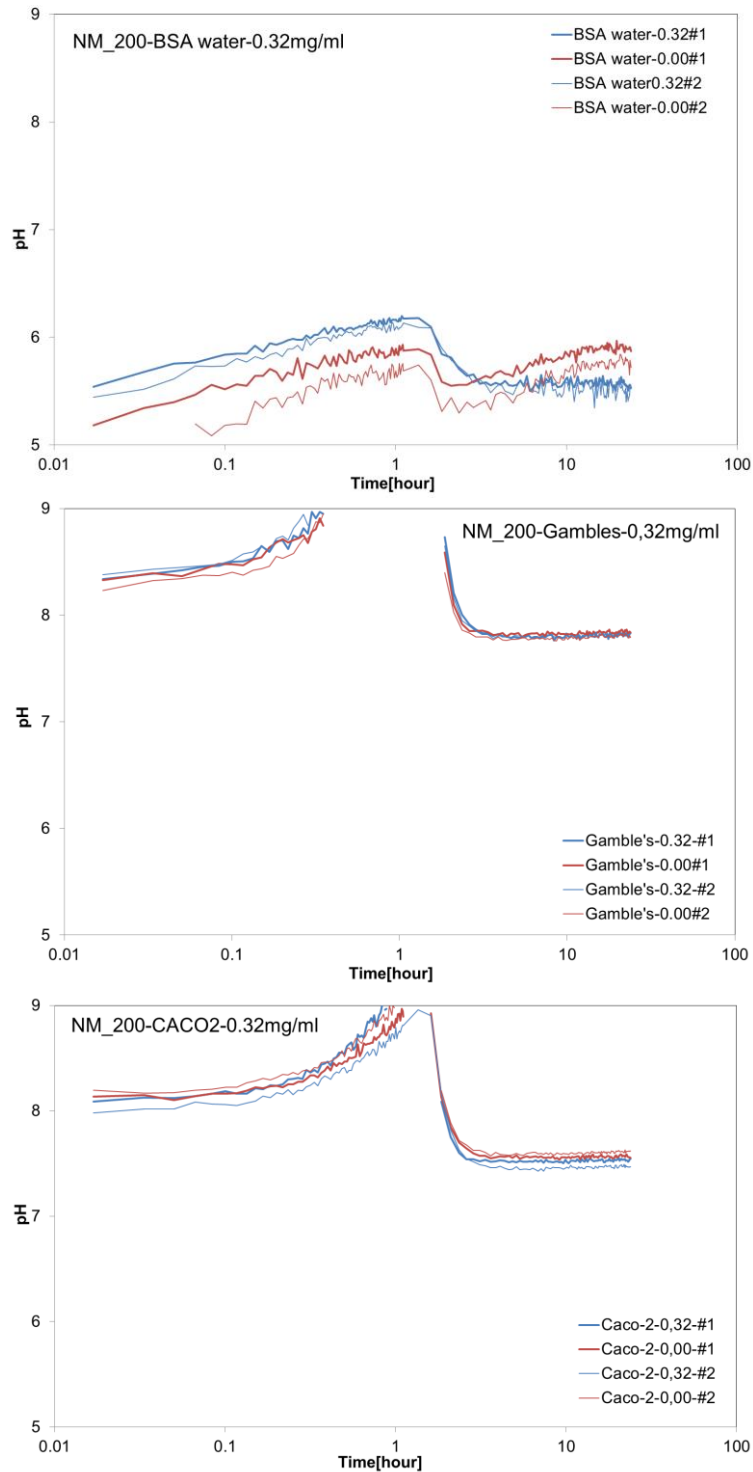 9
NM_200-BSA water-0.32mg/ml
BSA water-0.32#1
BSA water-0.00#1
BSA water0.32#2
BSA water-0.00#2
8
7
pH
6
5
0.01 0.1 1 10 100
Time[hour]
9
NM_200-Gambles-0,32mg/ml
8
7
pH
6
Gamble's-0.32-#1
Gamble's-0.00#1
Gamble's-0.32-#2
Gamble's-0.00#2
5
0.01 0.1 1 10 100
Time[hour]
9
NM_200-CACO2-0.32mg/ml
8
7
pH
6
Caco-2-0,32-#1
Caco-2-0,00-#1
Caco-2-0,32-#2
Caco-2-0,00-#2
5
0.01 0.1 1 10 100
Time[hour]